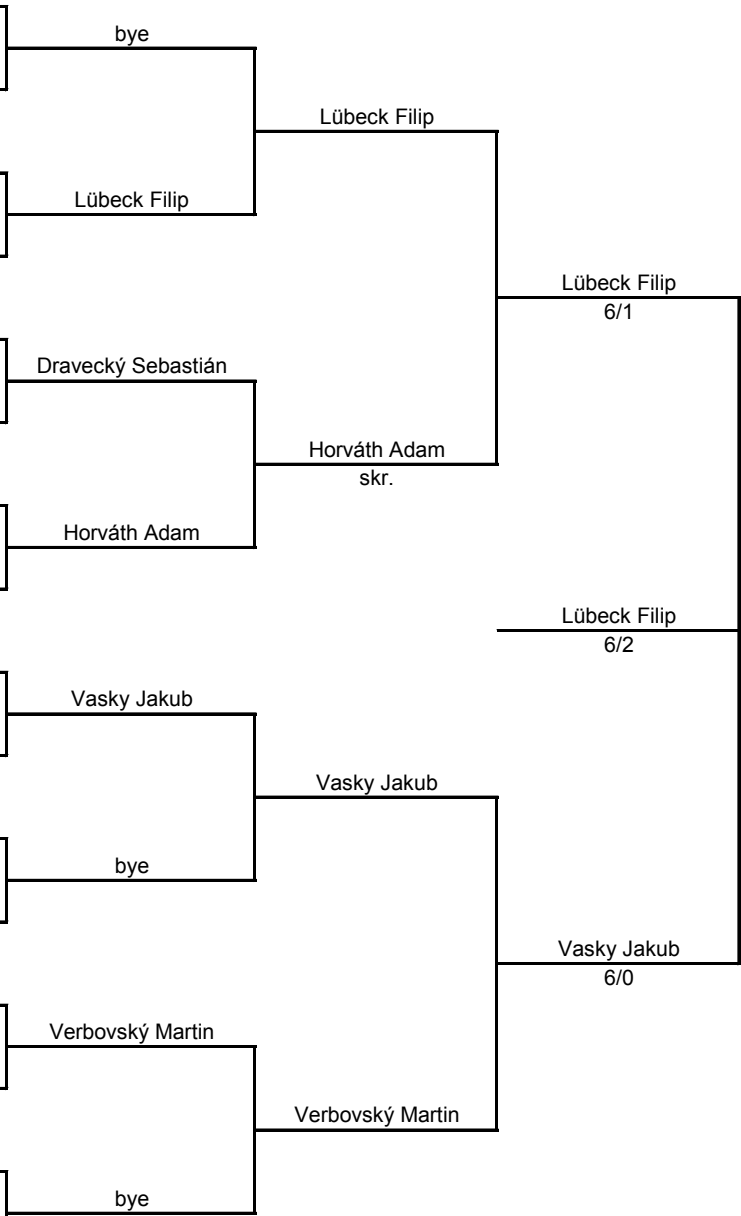 bye
Lübeck Filip
Lübeck Filip
Lübeck Filip
6/1
Dravecký Sebastián
Horváth Adam
skr.
Horváth Adam
Lübeck Filip
6/2
Vasky Jakub
Vasky Jakub
bye
Vasky Jakub
6/0
Verbovský Martin
Verbovský Martin
bye